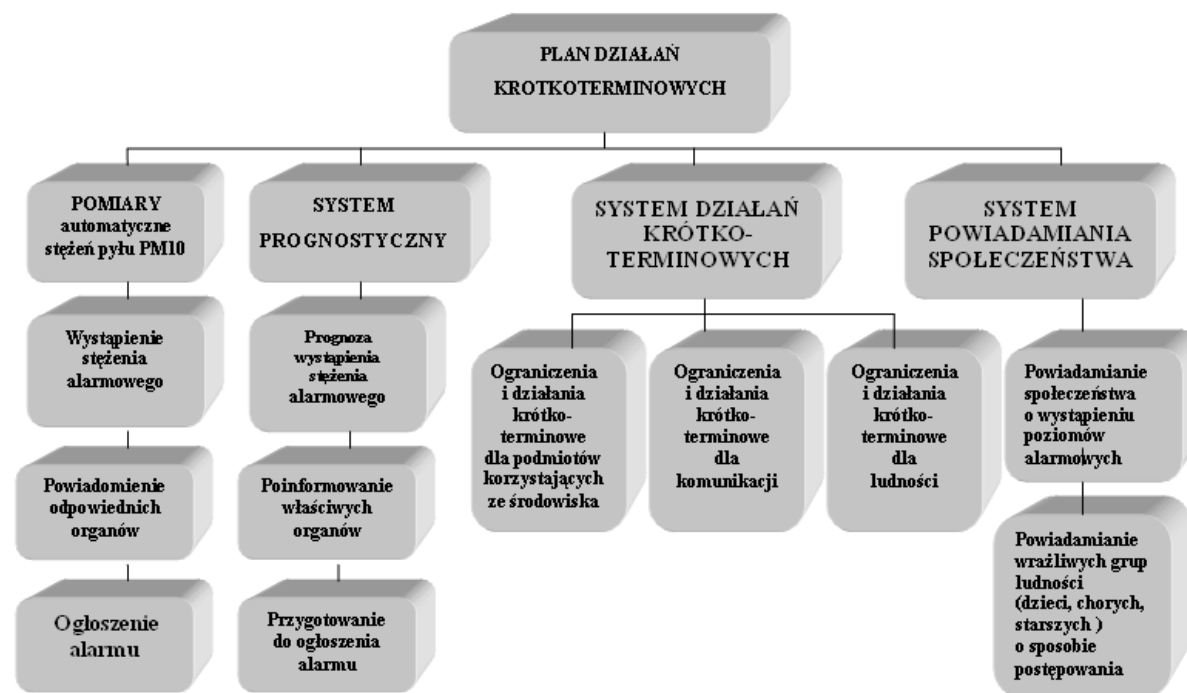 PLAN DZIAŁAŃ
KROTKOTERMINOWYCH
POMIARY
automatyczne
stężeń pyłu PM10
Wystąpienie
stężenia
alarmowego
Powiadomienie
odpowiednich
organów
Ogłoszenie
alarmu
SYSTEM
PROGNOSTYCZNY
Prognoza
wystąpienia
stężenia
alarmowego
Poinformowanie
właściwych
organów
Przygotowanie
do ogłoszenia
alarmu
SYSTEM DZIAŁAŃ
KRÓTKO-
TERMINOWYCH
Ograniczenia
i działania
krótko-
terminowe
dla podmiotów
korzystających
ze środowiska
Ograniczenia
i działania
krótko-
terminowe
dla
komunikacji
Ograniczenia
i działania
krótko-
terminowe
dla
ludności
SYSTEM
POWIADAMIANIA
SPOŁECZEŃSTWA
Powiadamianie
społeczeństwa
o wystąpieniu
poziomów
alarmowych
Powiadamianie
wrażliwych grup
ludności
(dzieci, chorych,
starszych )
o sposobie
postępowania